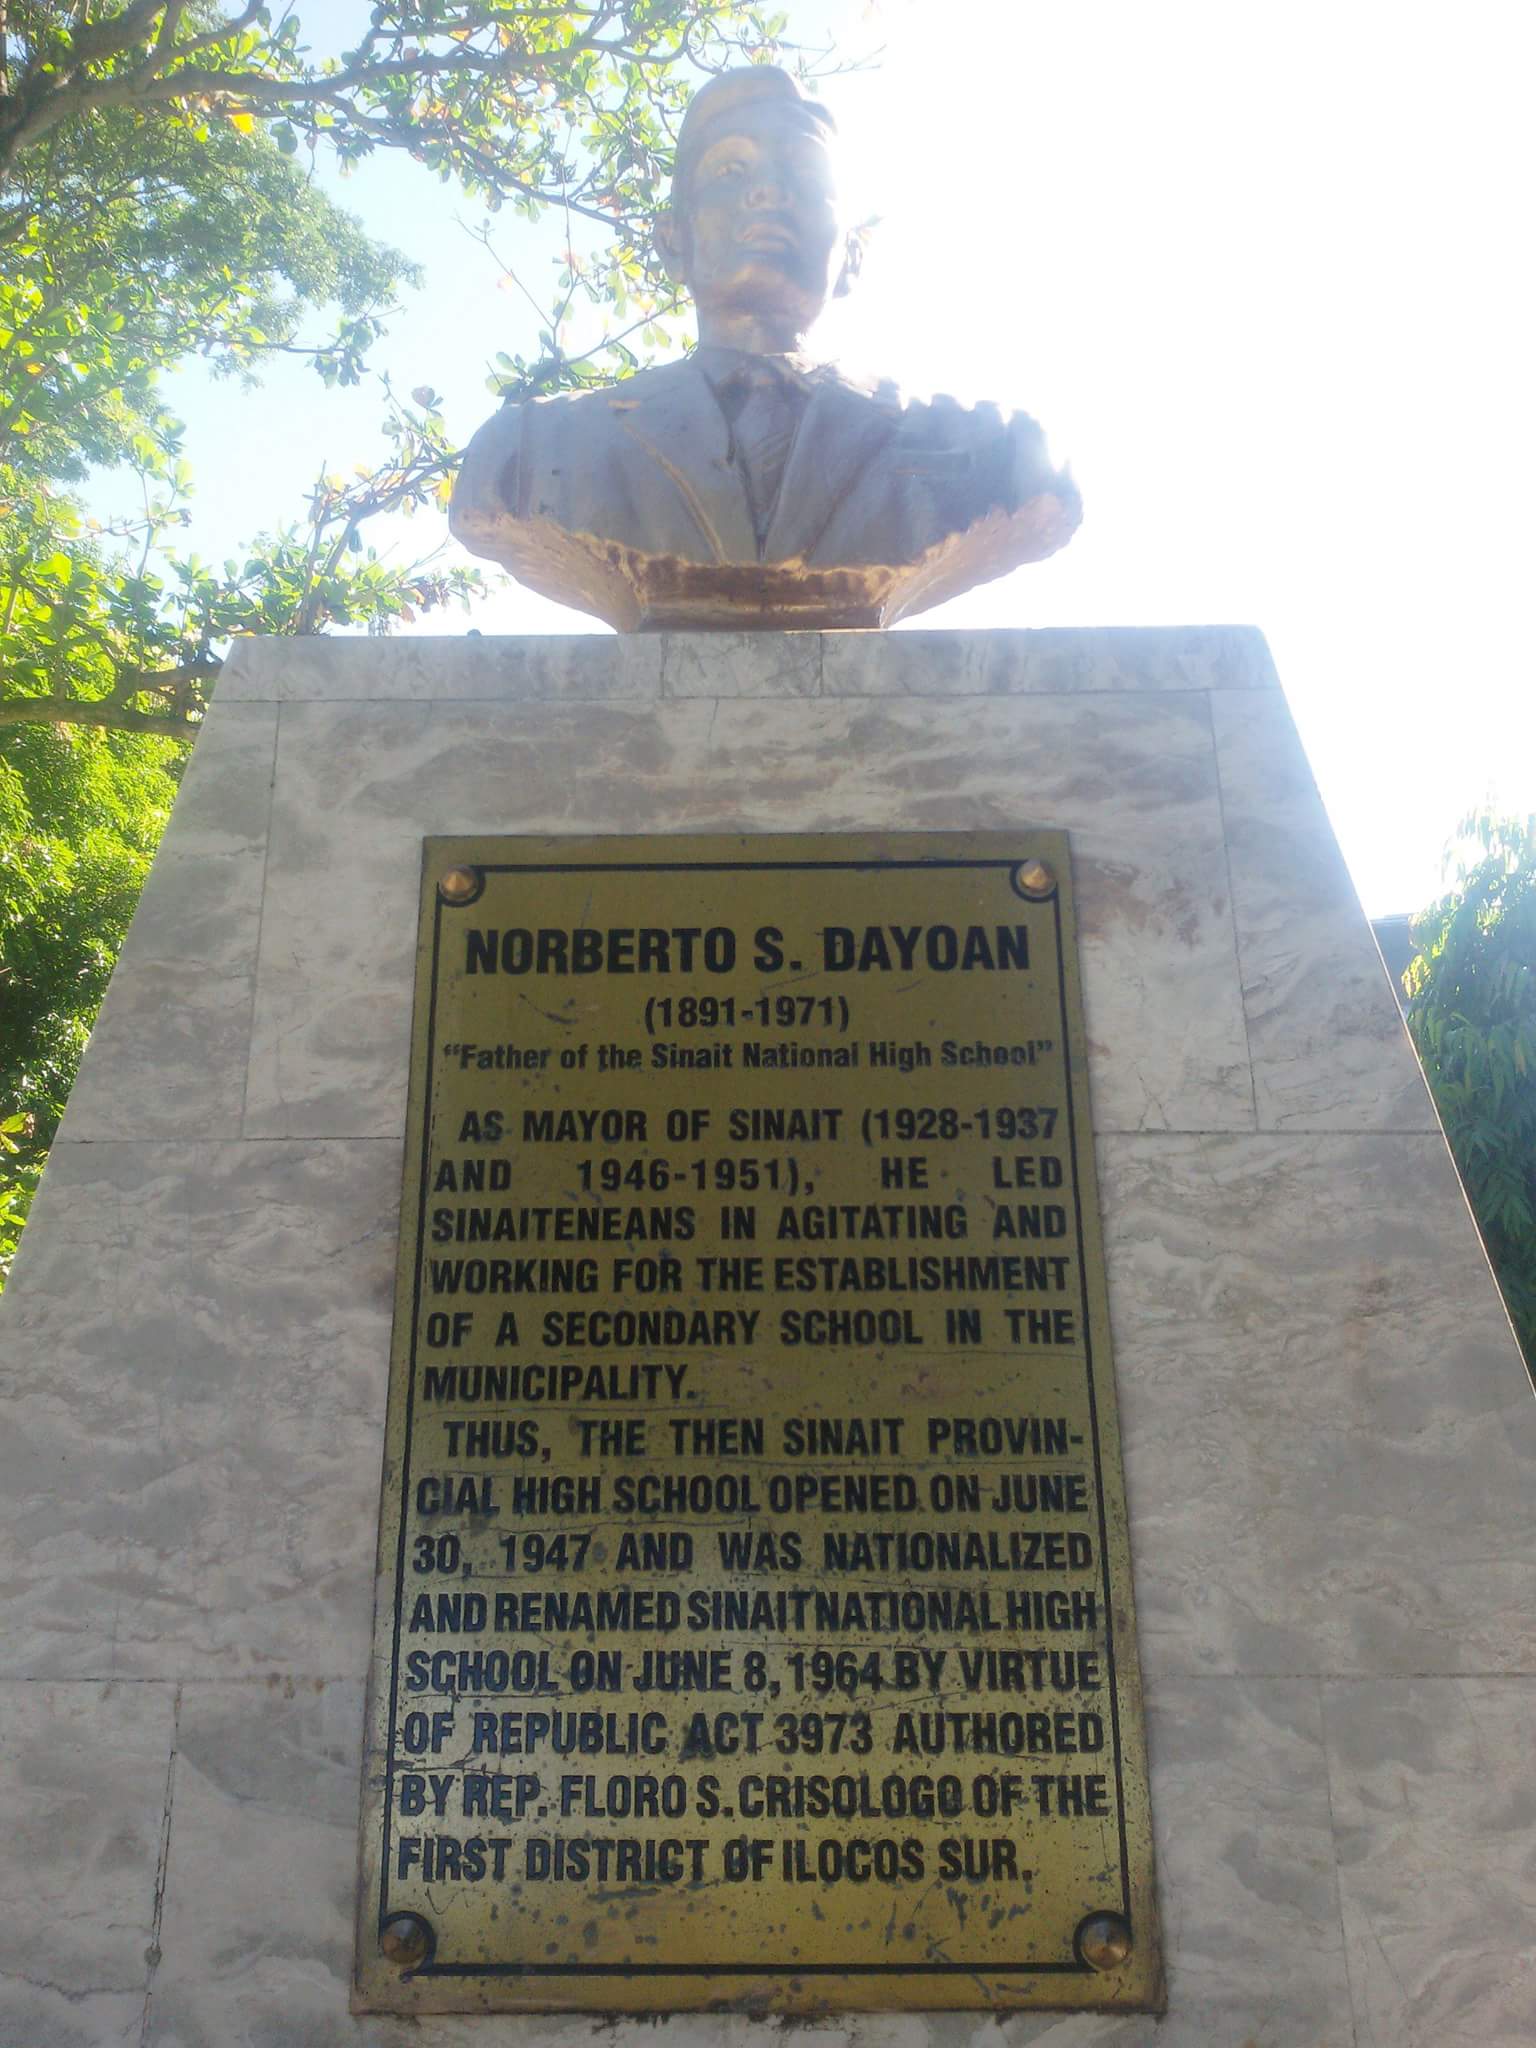 NORBERTO S. DAYOAN
(1891-1971)
“Father of the Sinait National High School”
AS MAYOR OF SINAIT (1928-1937
AND 1946-1951), HE LED
SINAITENEANS IN AGITATING AND
WORKING FOR THE ESTABLISHMENT
OF A SECONDARY SCHOOL IN THE
MUNICIPALITY.
THUS, THE THEN SINAIT PROVIN-
CIAL HIGH SCHOOL OPENED ON JUNE
30, 1947 AND WAS NATIONALIZED
AND RENAMED SINAIT NATIONAL HIGH
SCHOOL ON JUNE 8, 1964 BY VIRTUE
OF REPUBLIC ACT 3973 AUTHORED
BY REP. FLORO S. CRISOLOGO OF THE
FIRST DISTRICT OF ILOCOS SUR.